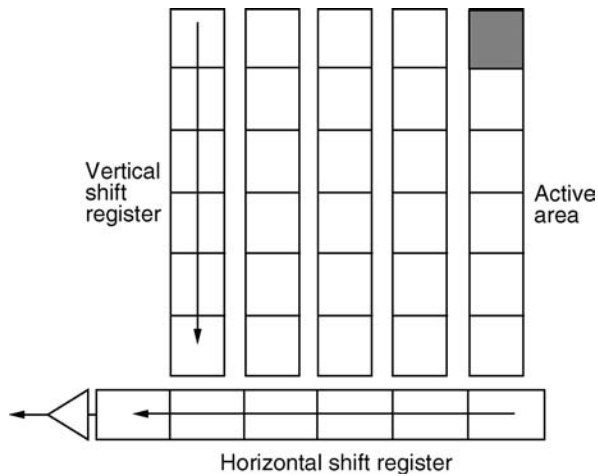 Vertical
shift
register
Active
area
Horizontal shift register